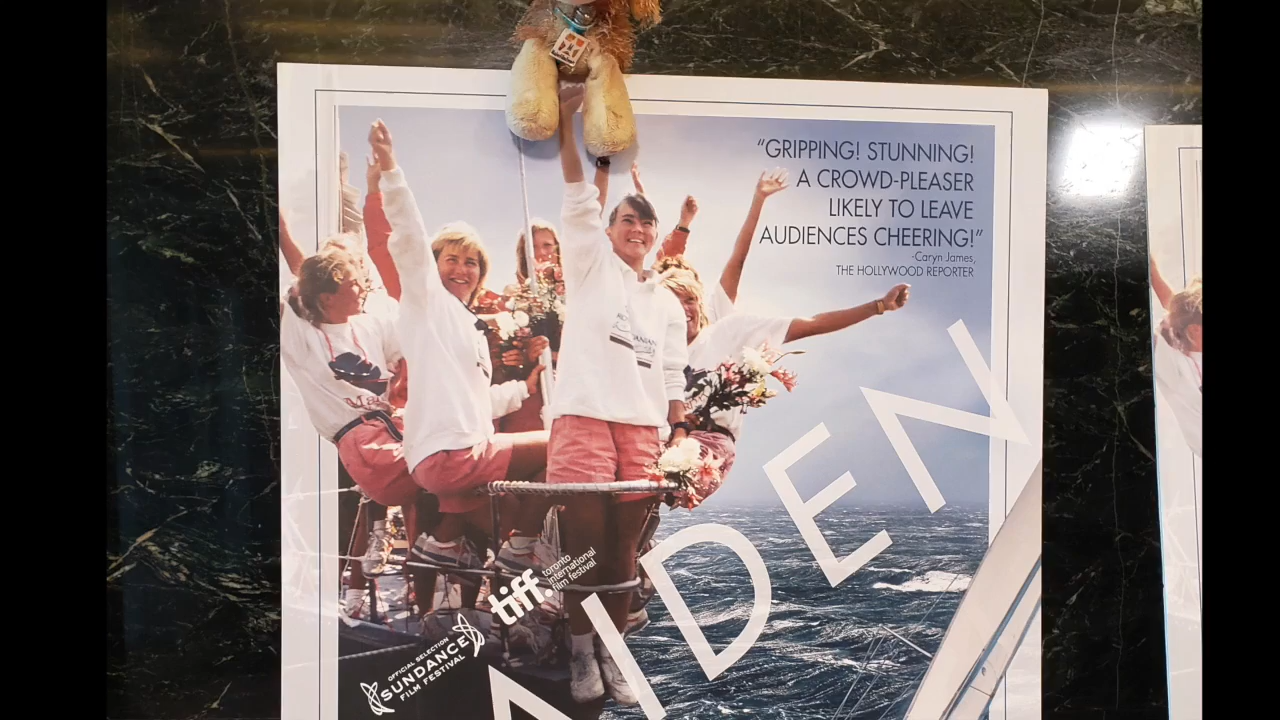 “GRIPPING! STUNNING!
A CROWD-PLEASER
LIKELY TO LEAVE
AUDIENCES CHEERING!”
-Caryn James,
THE HOLLYWOOD REPORTER
AIDEN
tiff.
toronto
international
film festival
OFFICIAL SELECTION
SUNDANCE
FILM FESTIVAL